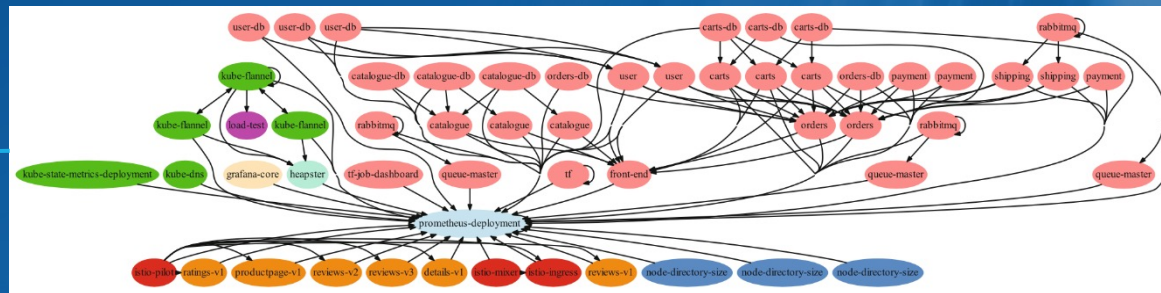 user-db user-db user-db carts-db carts-db carts-db rabbitmq
kube-flannel catalogue-db catalogue-db catalogue-db orders-db user user carts carts carts orders-db payment payment shipping shipping payment
kube-flannel load-test kube-flannel rabbitmq catalogue catalogue catalogue orders orders rabbitmq
kube-state-metrics-deployment kube-dns grafana-core heapster tf-job-dashboard queue-master tf front-end queue-master queue-master
prometheus-deployment
istio-pilot ratings-v1 productpage-v1 reviews-v2 reviews-v3 details-v1 istio-mixer istio-ingress reviews-v1 node-directory-size node-directory-size node-directory-size